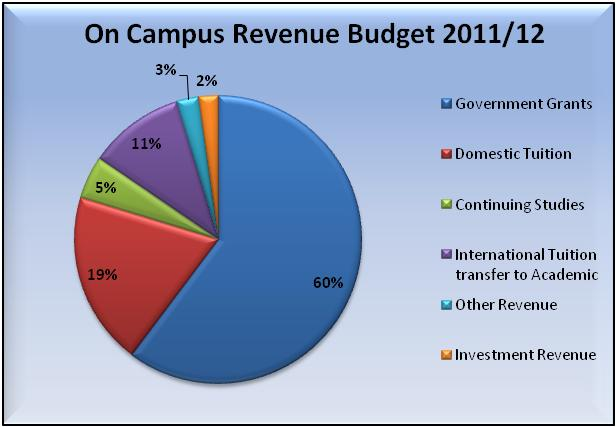 On Campus Revenue Budget 2011/12
3%
2%
11%
5%
19%
60%
Government Grants
Domestic Tuition
Continuing Studies
International Tuition
transfer to Academic
Other Revenue
Investment Revenue